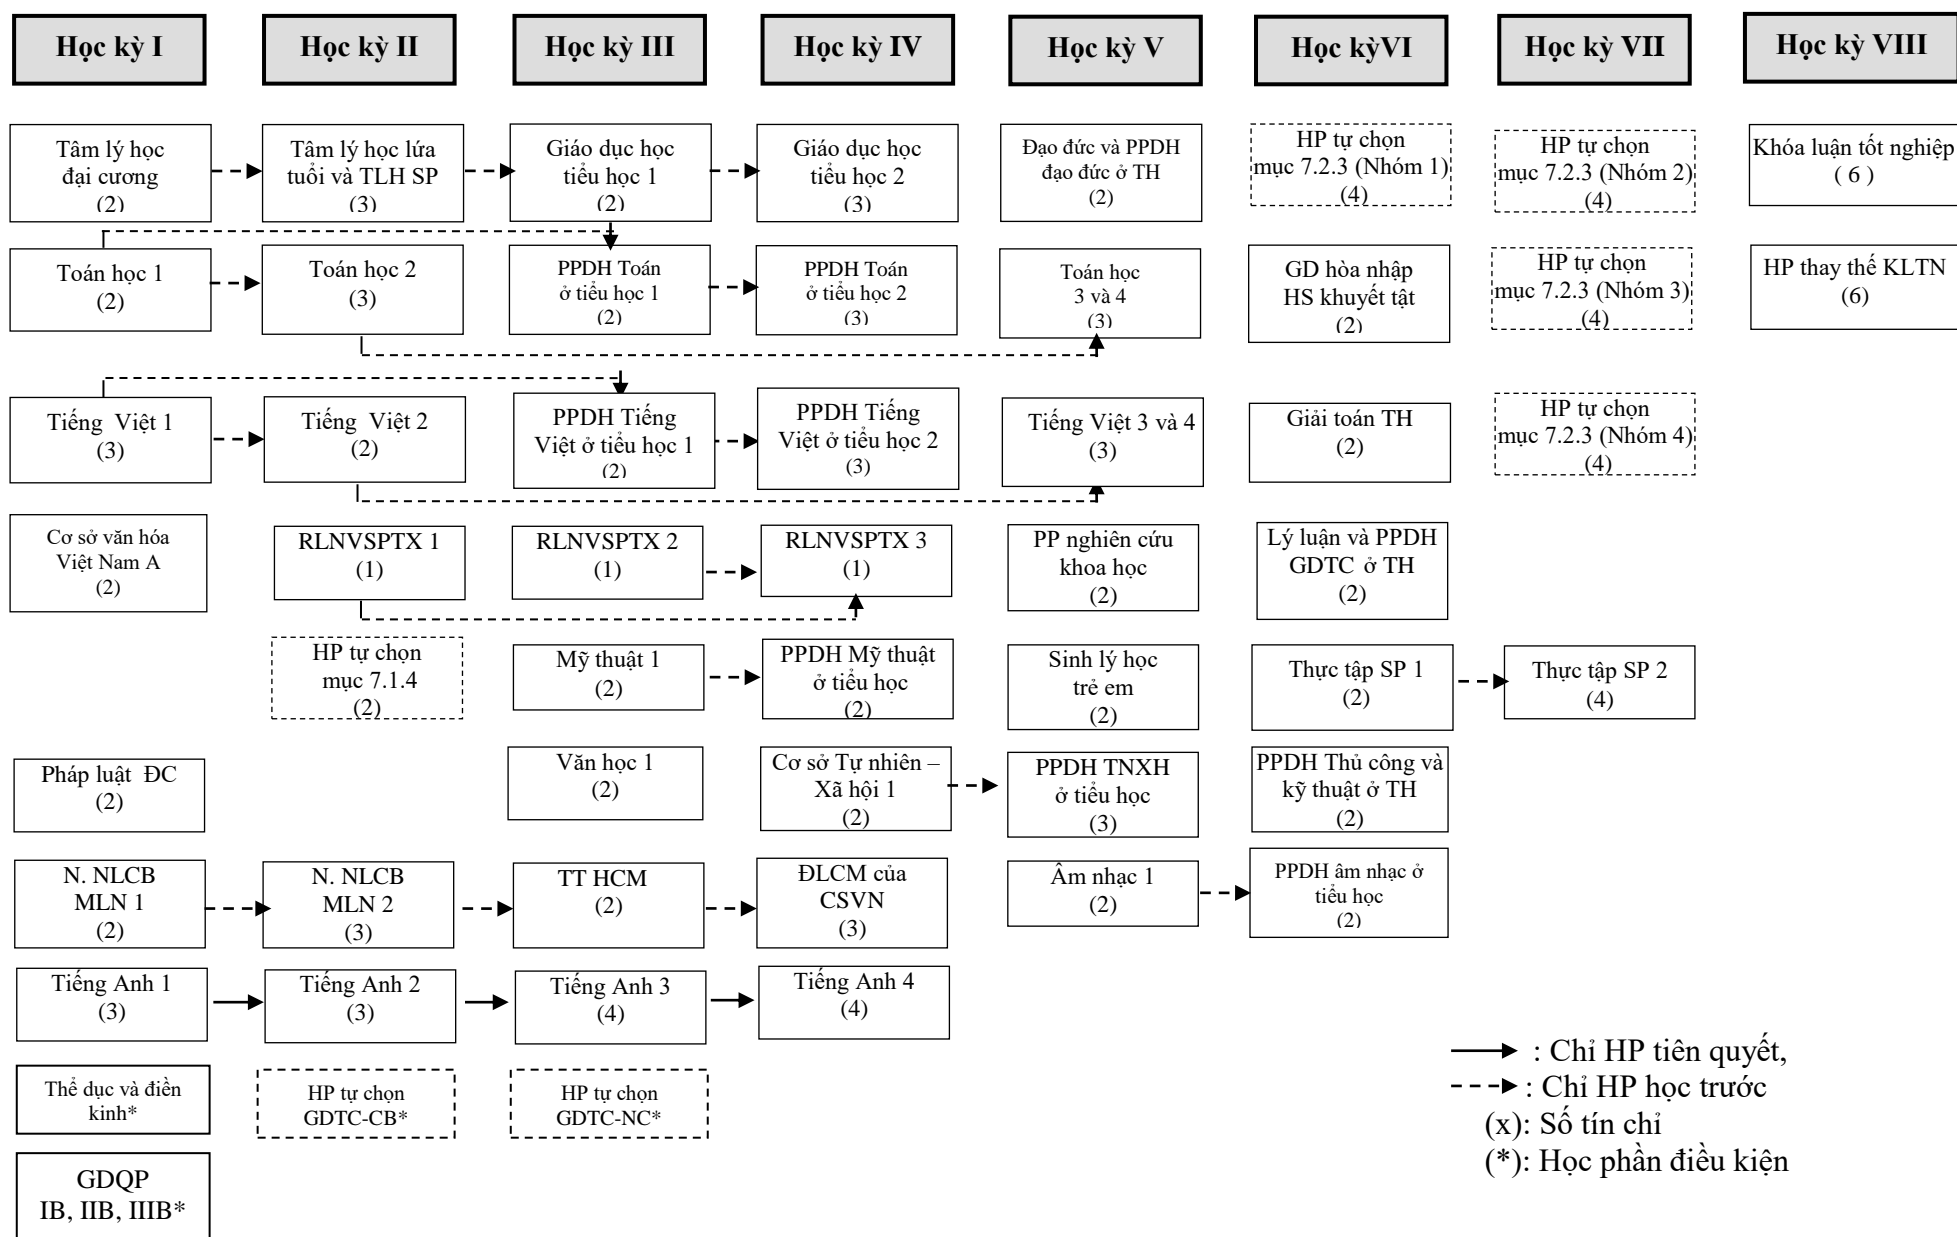 Học kỳ I
Học kỳ II
Học kỳ III
Học kỳ IV
Học kỳ V
Học kỳVI
Học kỳ VII
Học kỳ VIII
Tâm lý học
đại cương
(2)
Tâm lý học lứa
tuổi và TLH SP
(3)
Giáo dục học
tiểu học 1
(2)
Giáo dục học
tiểu học 2
(3)
Đạo đức và PPDH
đạo đức ở TH
(2)
HP tự chọn
mục 7.2.3 (Nhóm 1)
(4)
HP tự chọn
mục 7.2.3 (Nhóm 2)
(4)
Khóa luận tốt nghiệp
( 6 )
Toán học 1
(2)
Toán học 2
(3)
PPDH Toán
ở tiểu học 1
(2)
PPDH Toán
ở tiểu học 2
(3)
Toán học
3 và 4
(3)
GD hòa nhập
HS khuyết tật
(2)
HP tự chọn
mục 7.2.3 (Nhóm 3)
(4)
HP thay thế KLTN
(6)
Tiếng Việt 1
(3)
Tiếng Việt 2
(2)
PPDH Tiếng
Việt ở tiểu học 1
(2)
PPDH Tiếng
Việt ở tiểu học 2
(3)
Tiếng Việt 3 và 4
(3)
Giải toán TH
(2)
HP tự chọn
mục 7.2.3 (Nhóm 4)
(4)
Cơ sở văn hóa
Việt Nam A
(2)
RLNVSPTX 1
(1)
RLNVSPTX 2
(1)
RLNVSPTX 3
(1)
PP nghiên cứu
khoa học
(2)
Lý luận và PPDH
GDTC ở TH
(2)
HP tự chọn
mục 7.1.4
(2)
Mỹ thuật 1
(2)
PPDH Mỹ thuật
ở tiểu học
(2)
Sinh lý học
trẻ em
(2)
Thực tập SP 1
(2)
Thực tập SP 2
(4)
Pháp luật ĐC
(2)
Văn học 1
(2)
Cơ sở Tự nhiên –
Xã hội 1
(2)
PPDH TNXH
ở tiểu học
(3)
PPDH Thủ công và
kỹ thuật ở TH
(2)
N. NLCB
MLN 1
(2)
N. NLCB
MLN 2
(3)
TT HCM
(2)
ĐLCM của
CSVN
(3)
Âm nhạc 1
(2)
PPDH âm nhạc ở
tiểu học
(2)
Tiếng Anh 1
(3)
Tiếng Anh 2
(3)
Tiếng Anh 3
(4)
Tiếng Anh 4
(4)
Thể dục và điền
kinh*
HP tự chọn
GDTC-CB*
HP tự chọn
GDTC-NC*
GDQP
IB, IIB, IIIB*
: Chỉ HP tiên quyết,
: Chỉ HP học trước
(x): Số tín chỉ
(*): Học phần điều kiện